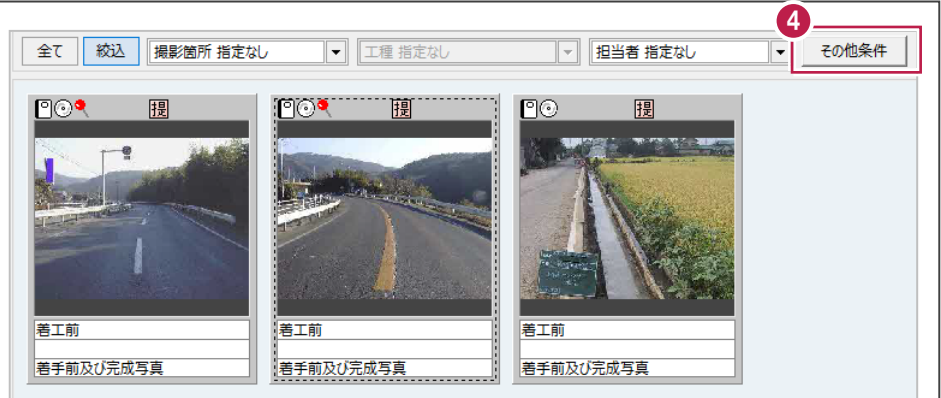 4
全て 絞込 撮影箇所 指定なし 工種 指定なし 担当者 指定なし その他条件
提 提 提
着工前 着工前 着工前
着手前及び完成写真 着手前及び完成写真 着手前及び完成写真